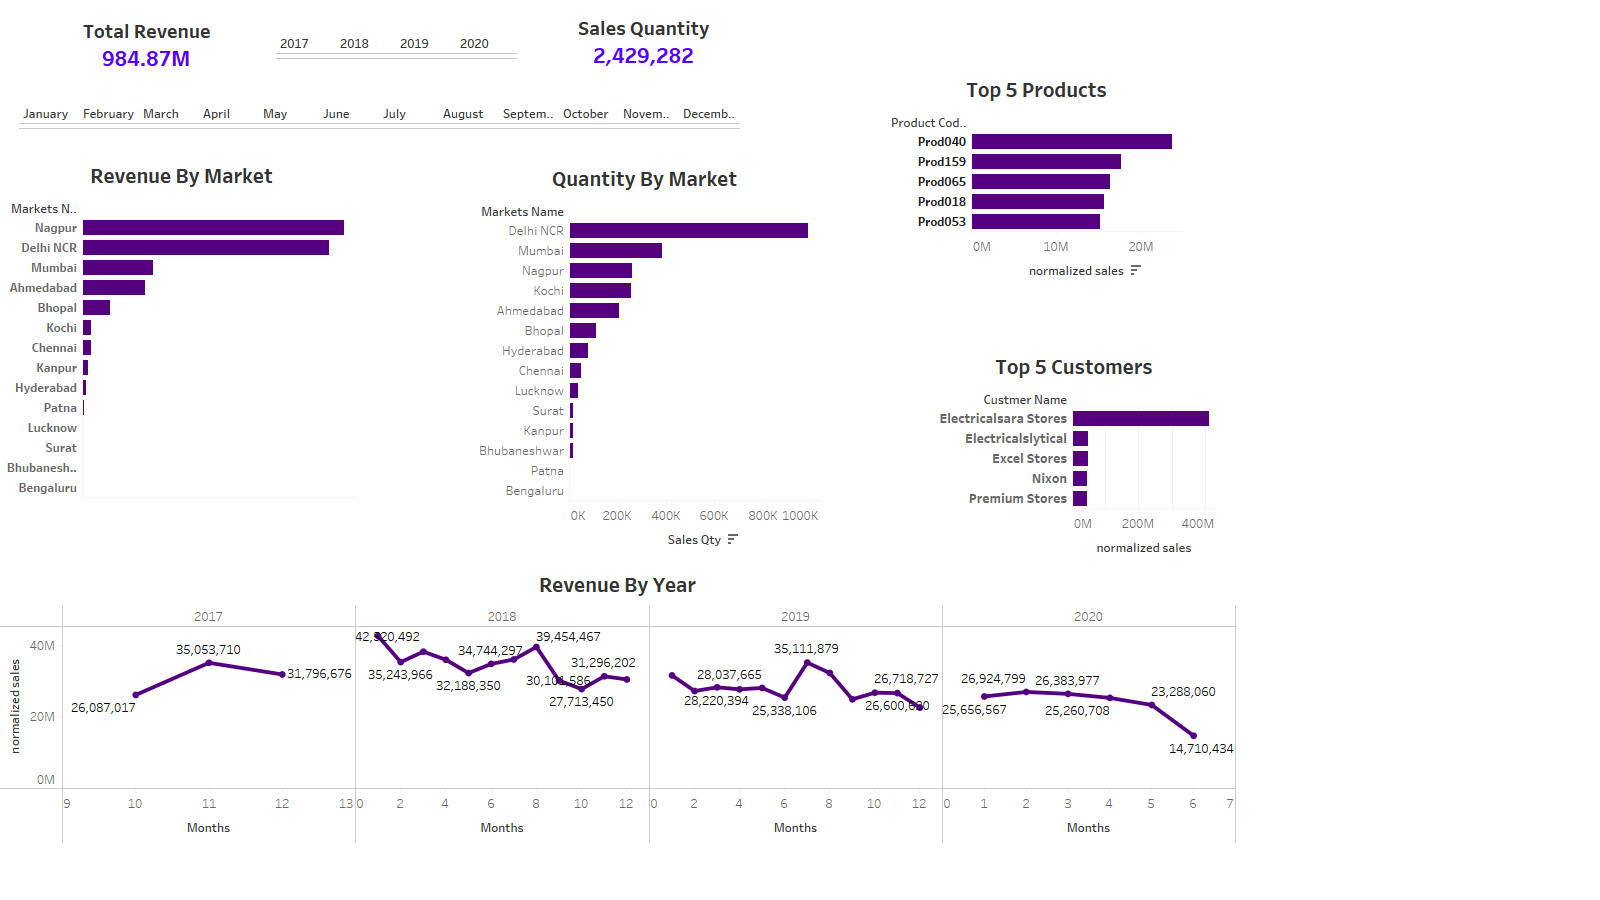 Total Revenue
984.87M
2017 2018 2019 2020
Sales Quantity
2,429,282
January February March April May June July August Septem.. October Novem.. Decemb..
Top 5 Products
Product Cod..
Prod040
Prod159
Prod065
Prod018
Prod053
0M 10M 20M
normalized sales
Revenue By Market
Markets N..
Nagpur
Delhi NCR
Mumbai
Ahmedabad
Bhopal
Kochi
Chennai
Kanpur
Hyderabad
Patna
Lucknow
Surat
Bhubanesh..
Bengaluru
Quantity By Market
Markets Name
Delhi NCR
Mumbai
Nagpur
Kochi
Ahmedabad
Bhopal
Hyderabad
Chennai
Lucknow
Surat
Kanpur
Bhubaneshwar
Patna
Bengaluru
0K 200K 400K 600K 800K 1000K
Sales Qty
Top 5 Customers
Custmer Name
Electricalsara Stores
Electricalslytical
Excel Stores
Nixon
Premium Stores
0M 200M 400M
normalized sales
Revenue By Year
2017 2018 2019 2020
normalized sales
40M
20M
0M
26,087,017
35,053,710
31,796,676
35,243,966
32,188,350
34,744,297
39,454,467
27,713,450
31,296,202
28,220,394
28,037,665
25,338,106
35,111,879
26,718,727
25,656,567
26,924,799
26,383,977
25,260,708
23,288,060
14,710,434
9 10 11 12 13 0 2 4 6 8 10 12 0 2 4 6 8 10 12 0 1 2 3 4 5 6 7
Months Months Months Months